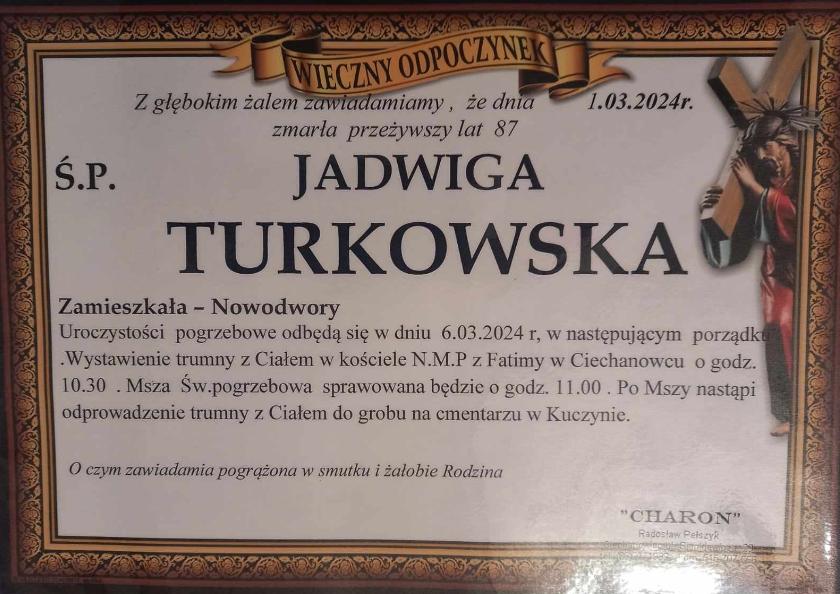 WIECZNY ODPOCZYNEK
Z głębokim żalem zawiadamiamy , że dnia 1.03.2024r.
zmarła przeżywszy lat 87
Ś.P. JADWIGA
TURKOWSKA
Zamieszkała – Nowodwory
Uroczystości pogrzebowe odbędą się w dniu 6.03.2024 r, w następującym porządku
.Wystawienie trumny z Ciałem w kościele N.M.P z Fatimy w Ciechanowcu o godz.
10.30 . Msza Św.pogrzebowa sprawowana będzie o godz. 11.00 . Po Mszy nastąpi
odprowadzenie trumny z Ciałem do grobu na cmentarzu w Kuczynie.
O czym zawiadamia pogrążona w smutku i żałobie Rodzina
"CHARON"
Radosław Pełszyk